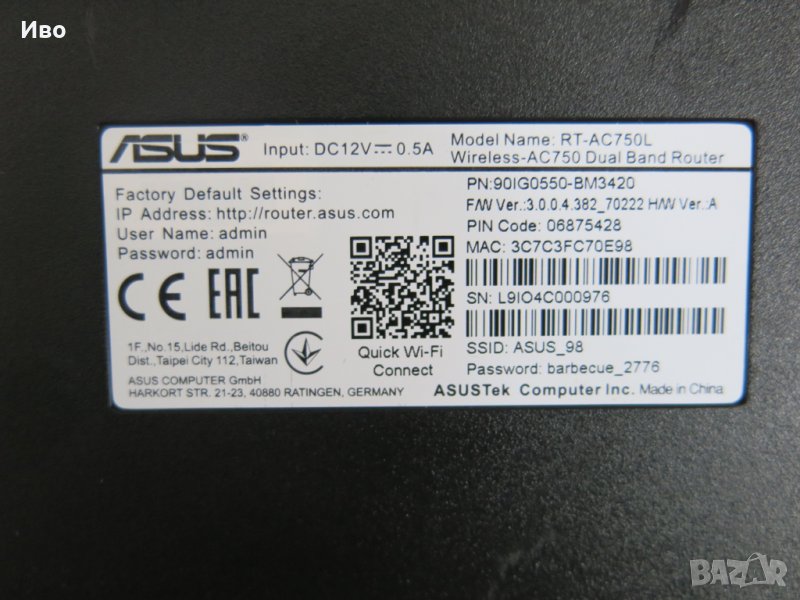 Иво
ASUS® Input: DC12V⎓0.5A
Model Name: RT-AC750L
Wireless-AC750 Dual Band Router
Factory Default Settings:
IP Address: http://router.asus.com
User Name: admin
Password: admin
PN:90IG0550-BM3420
F/W Ver.:3.0.0.4.382_70222 H/W Ver.:A
PIN Code: 06875428
MAC: 3C7C3FC70E98
SN: L9IO4C000976
SSID: ASUS_98
Password: barbecue_2776
CE EAC
Quick Wi-Fi
Connect
1F.,No.15,Lide Rd.,Beitou
Dist.,Taipei City 112,Taiwan
ASUS COMPUTER GmbH
HARKORT STR. 21-23, 40880 RATINGEN, GERMANY
ASUSTek Computer Inc. Made in China
BAZAR